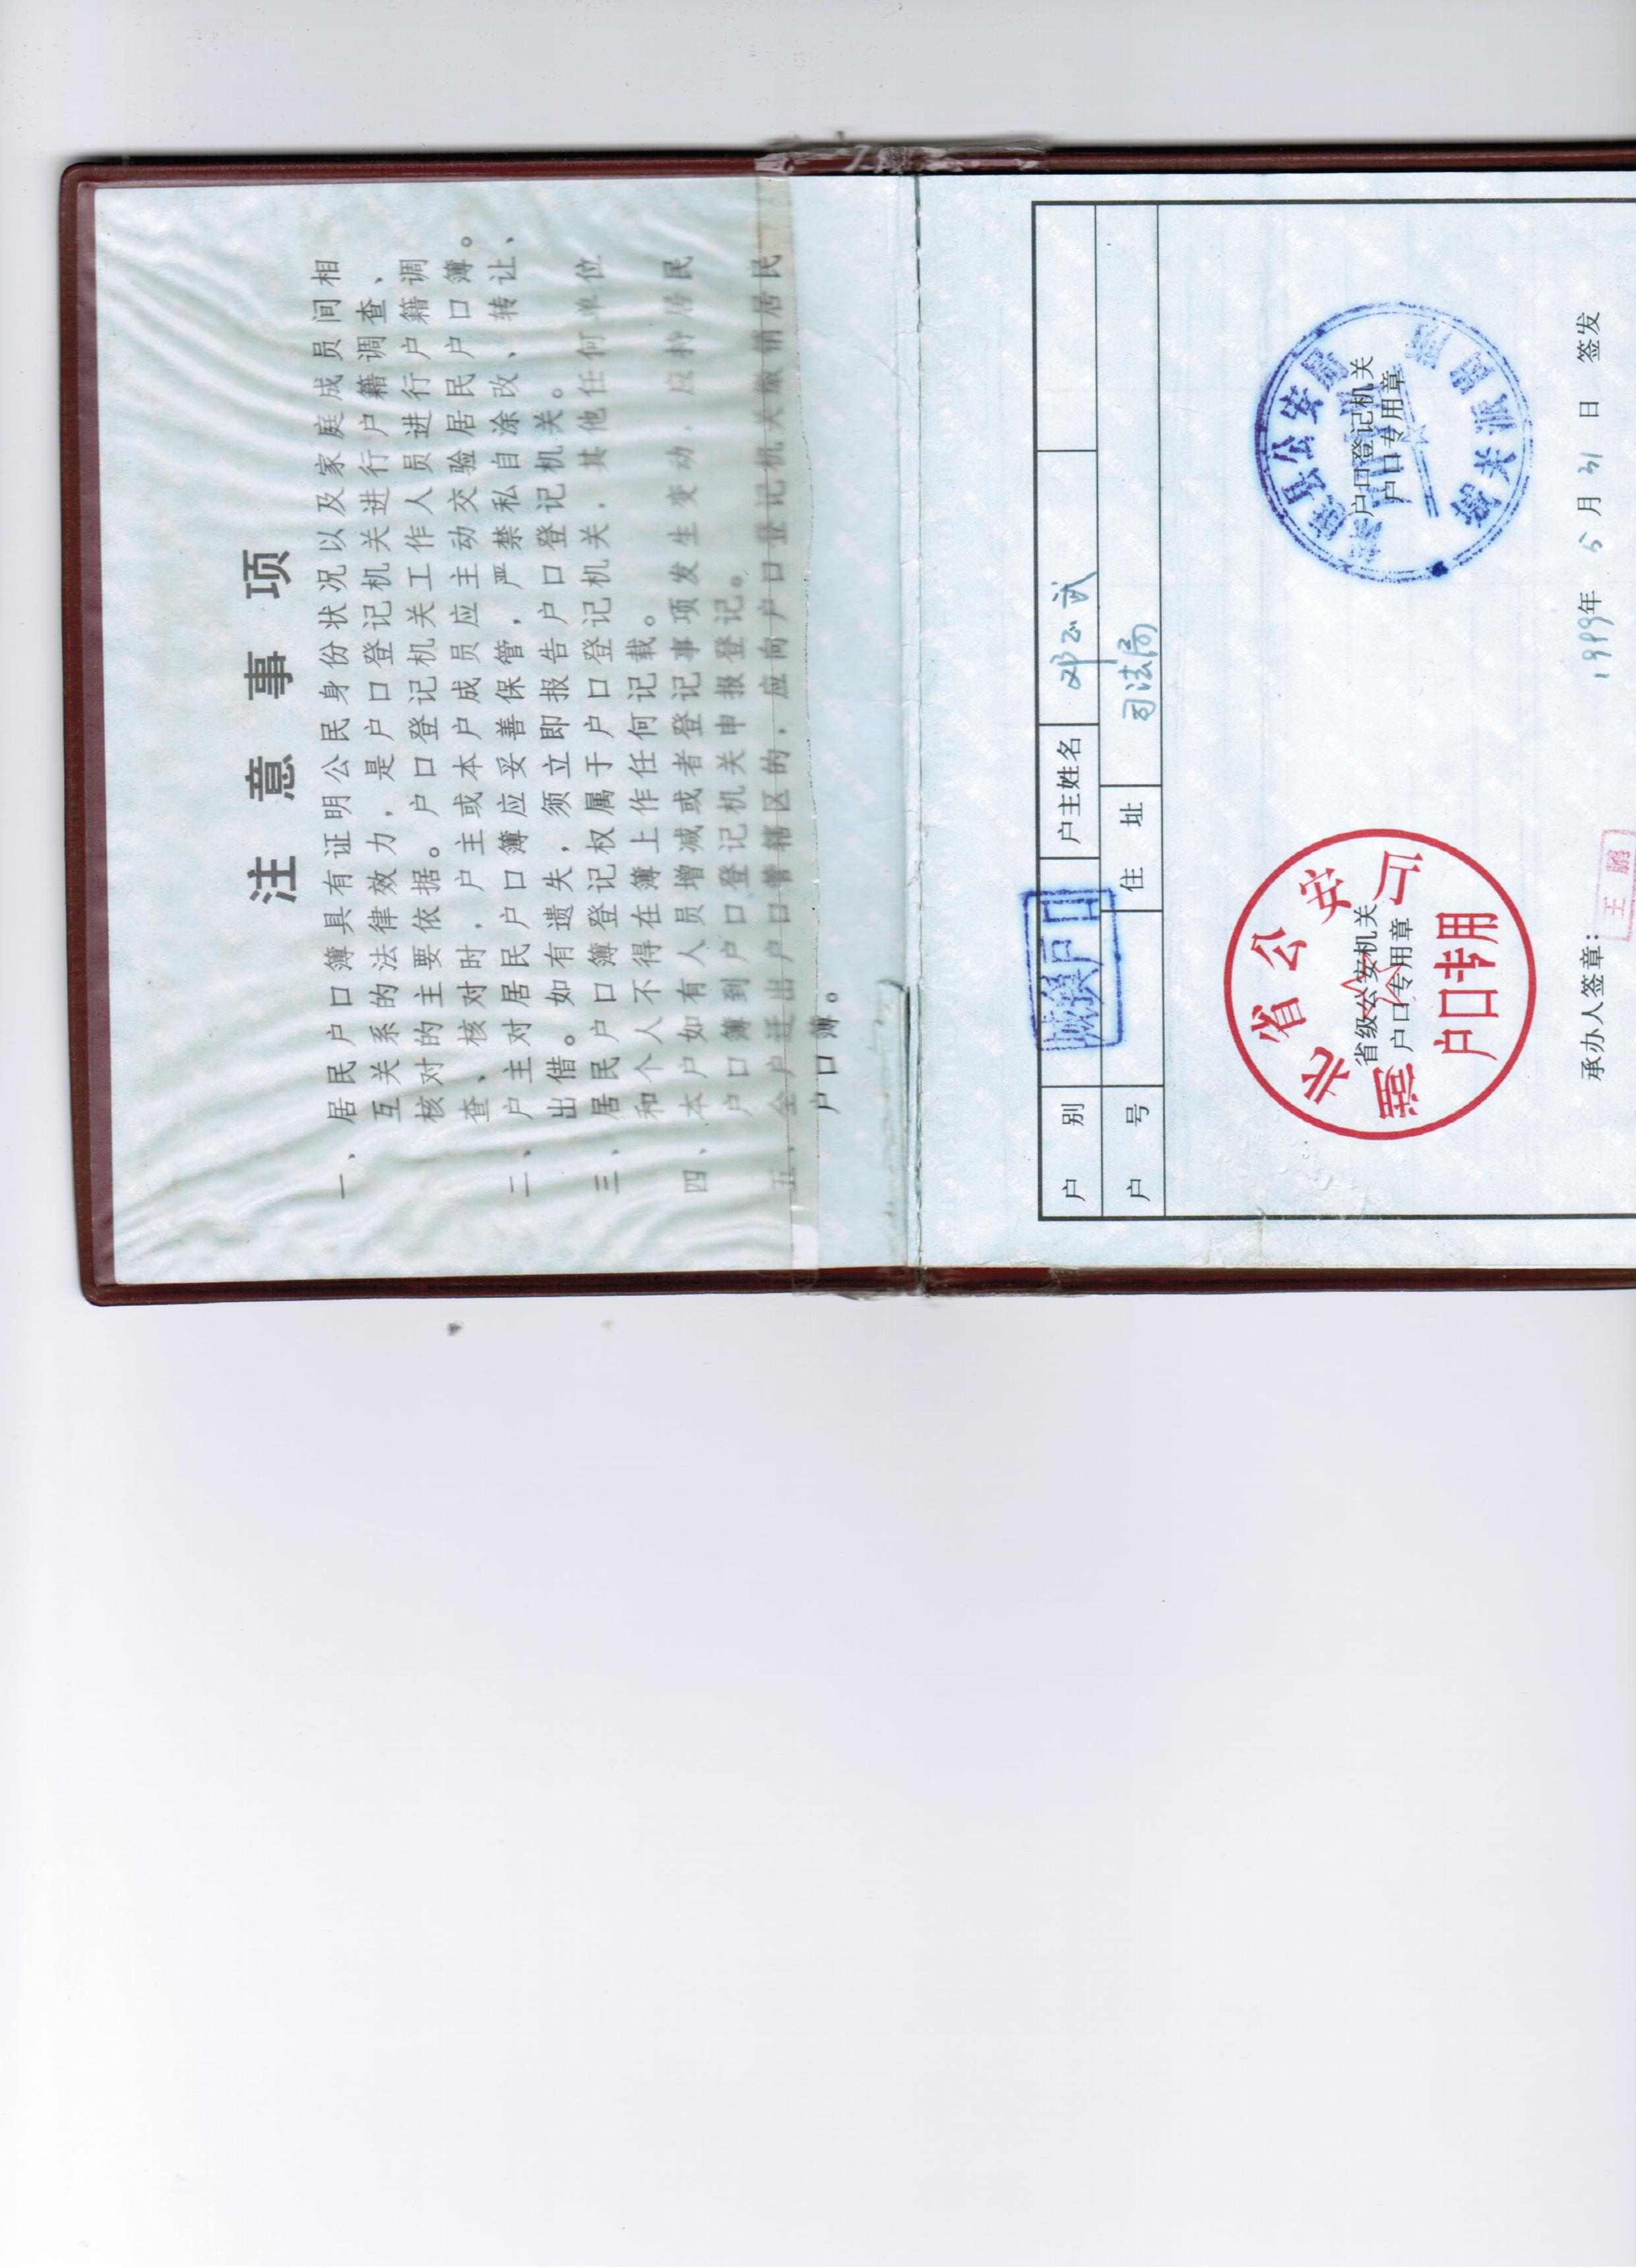 注意事项
一、居民户口簿具有证明公民身份状况以及家庭成员间相
互关系的法律效力，是户口登记机关进行户籍调查、
核对的主要依据。户口登记机关工作人员进行户籍调
查、核对时，户主或本户成员应主动交验居民户口簿。
二、户主对居民户口簿应妥善保管，严禁私自涂改、转让、
出借。如有遗失，须立即报告户口登记机关。
三、居民户口簿登记权属于户口登记机关，其他任何单位
和个人不得在簿上作任何记载。
四、本户如有人员增减或者登记事项发生变动，应持居民
户口簿到户口登记机关申报登记。
五、全户迁出户口管辖区的，应向户口登记机关缴销居民
户口簿。
户别 户主姓名 邓
户号 住址 司法局
省公安厅
省级公安机关
户口专用章
户口专用
县公安局
户口登记机关
户口专用章
城关派出所
承办人签章：
王鹏
1999年5月31日 签发